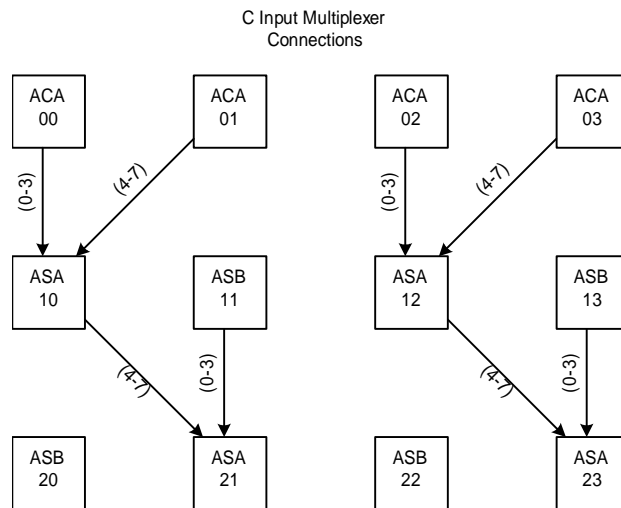 C Input Multiplexer
Connections
ACA
00
ACA
01
ACA
02
ACA
03
(0-3)
(4-7)
(0-3)
(4-7)
ASA
10
ASB
11
ASA
12
ASB
13
(4-7)
(0-3)
(4-7)
(0-3)
ASB
20
ASA
21
ASB
22
ASA
23